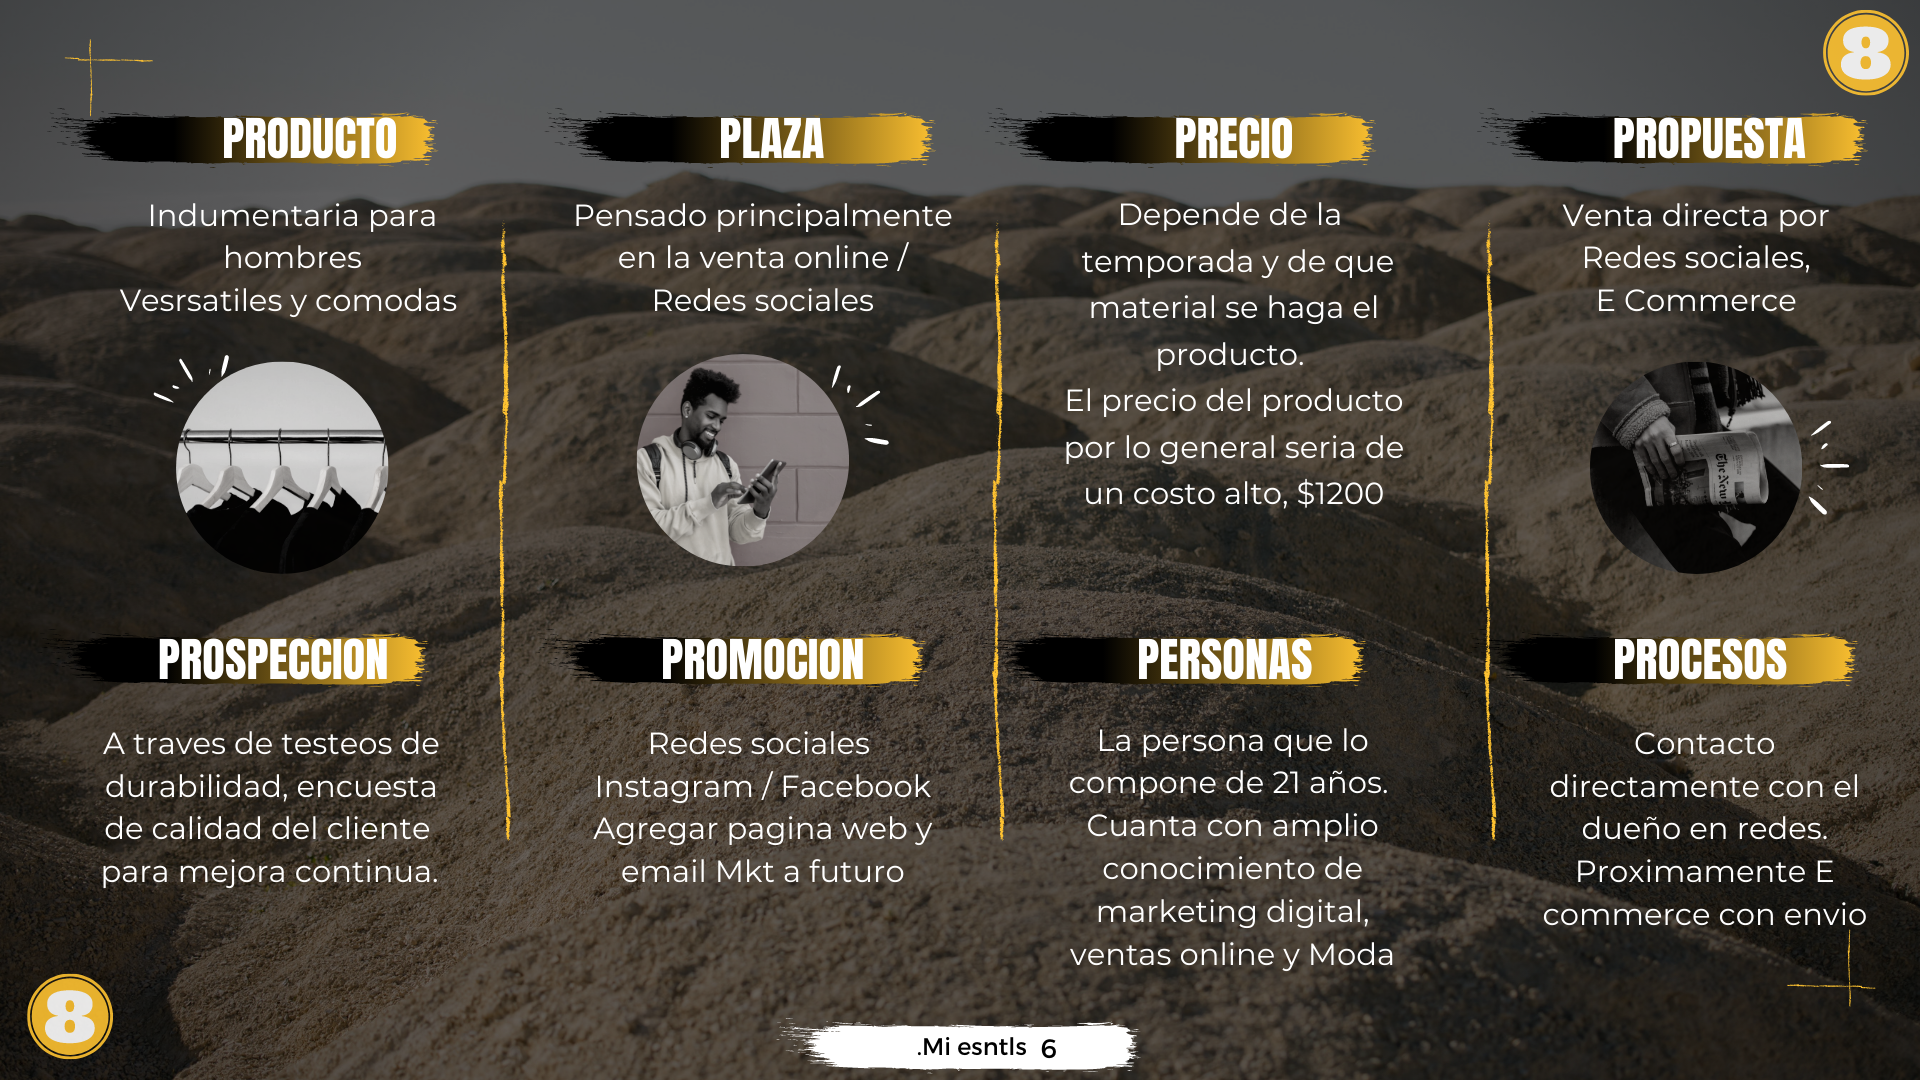 8
PRODUCTO
Indumentaria para
hombres
Vesrsatiles y comodas
PLAZA
Pensado principalmente
en la venta online /
Redes sociales
PRECIO
Depende de la
temporada y de que
material se haga el
producto.
El precio del producto
por lo general seria de
un costo alto, $1200
PROPUESTA
Venta directa por
Redes sociales,
E Commerce
The New
PROSPECCION
A traves de testeos de
durabilidad, encuesta
de calidad del cliente
para mejora continua.
PROMOCION
Redes sociales
Instagram / Facebook
Agregar pagina web y
email Mkt a futuro
PERSONAS
La persona que lo
compone de 21 años.
Cuanta con amplio
conocimiento de
marketing digital,
ventas online y Moda
PROCESOS
Contacto
directamente con el
dueño en redes.
Proximamente E
commerce con envio
8
.Mi esntls 6